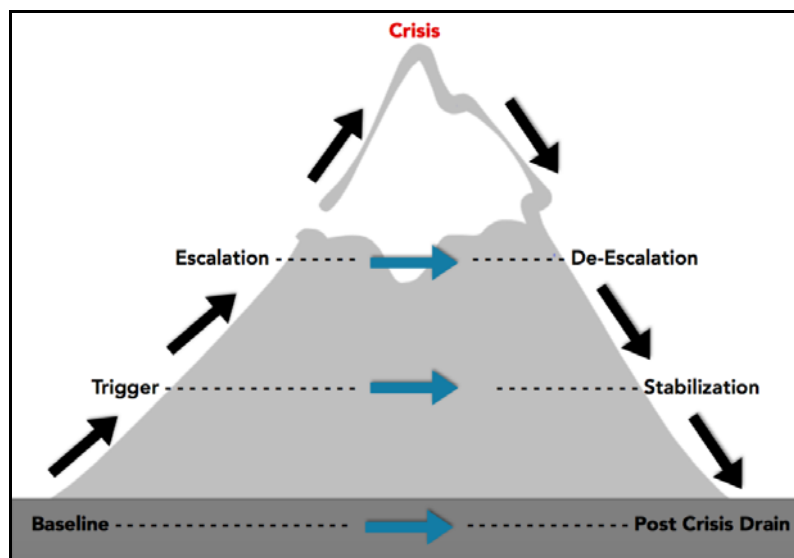 Crisis
Escalation
De-Escalation
Trigger
Stabilization
Baseline
Post Crisis Drain